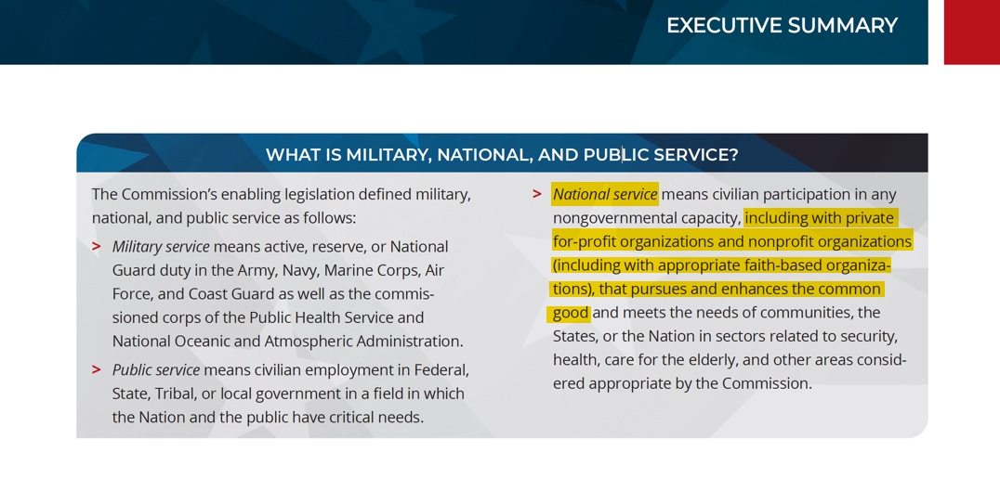 EXECUTIVE SUMMARY
WHAT IS MILITARY, NATIONAL, AND PUBLIC SERVICE?
The Commission’s enabling legislation defined military,
national, and public service as follows:
> Military service means active, reserve, or National
Guard duty in the Army, Navy, Marine Corps, Air
Force, and Coast Guard as well as the commis-
sioned corps of the Public Health Service and
National Oceanic and Atmospheric Administration.
> Public service means civilian employment in Federal,
State, Tribal, or local government in a field in which
the Nation and the public have critical needs.
> National service means civilian participation in any
nongovernmental capacity, including with private
for-profit organizations and nonprofit organizations
(including with appropriate faith-based organiza-
tions), that pursues and enhances the common
good and meets the needs of communities, the
States, or the Nation in sectors related to security,
health, care for the elderly, and other areas consid-
ered appropriate by the Commission.